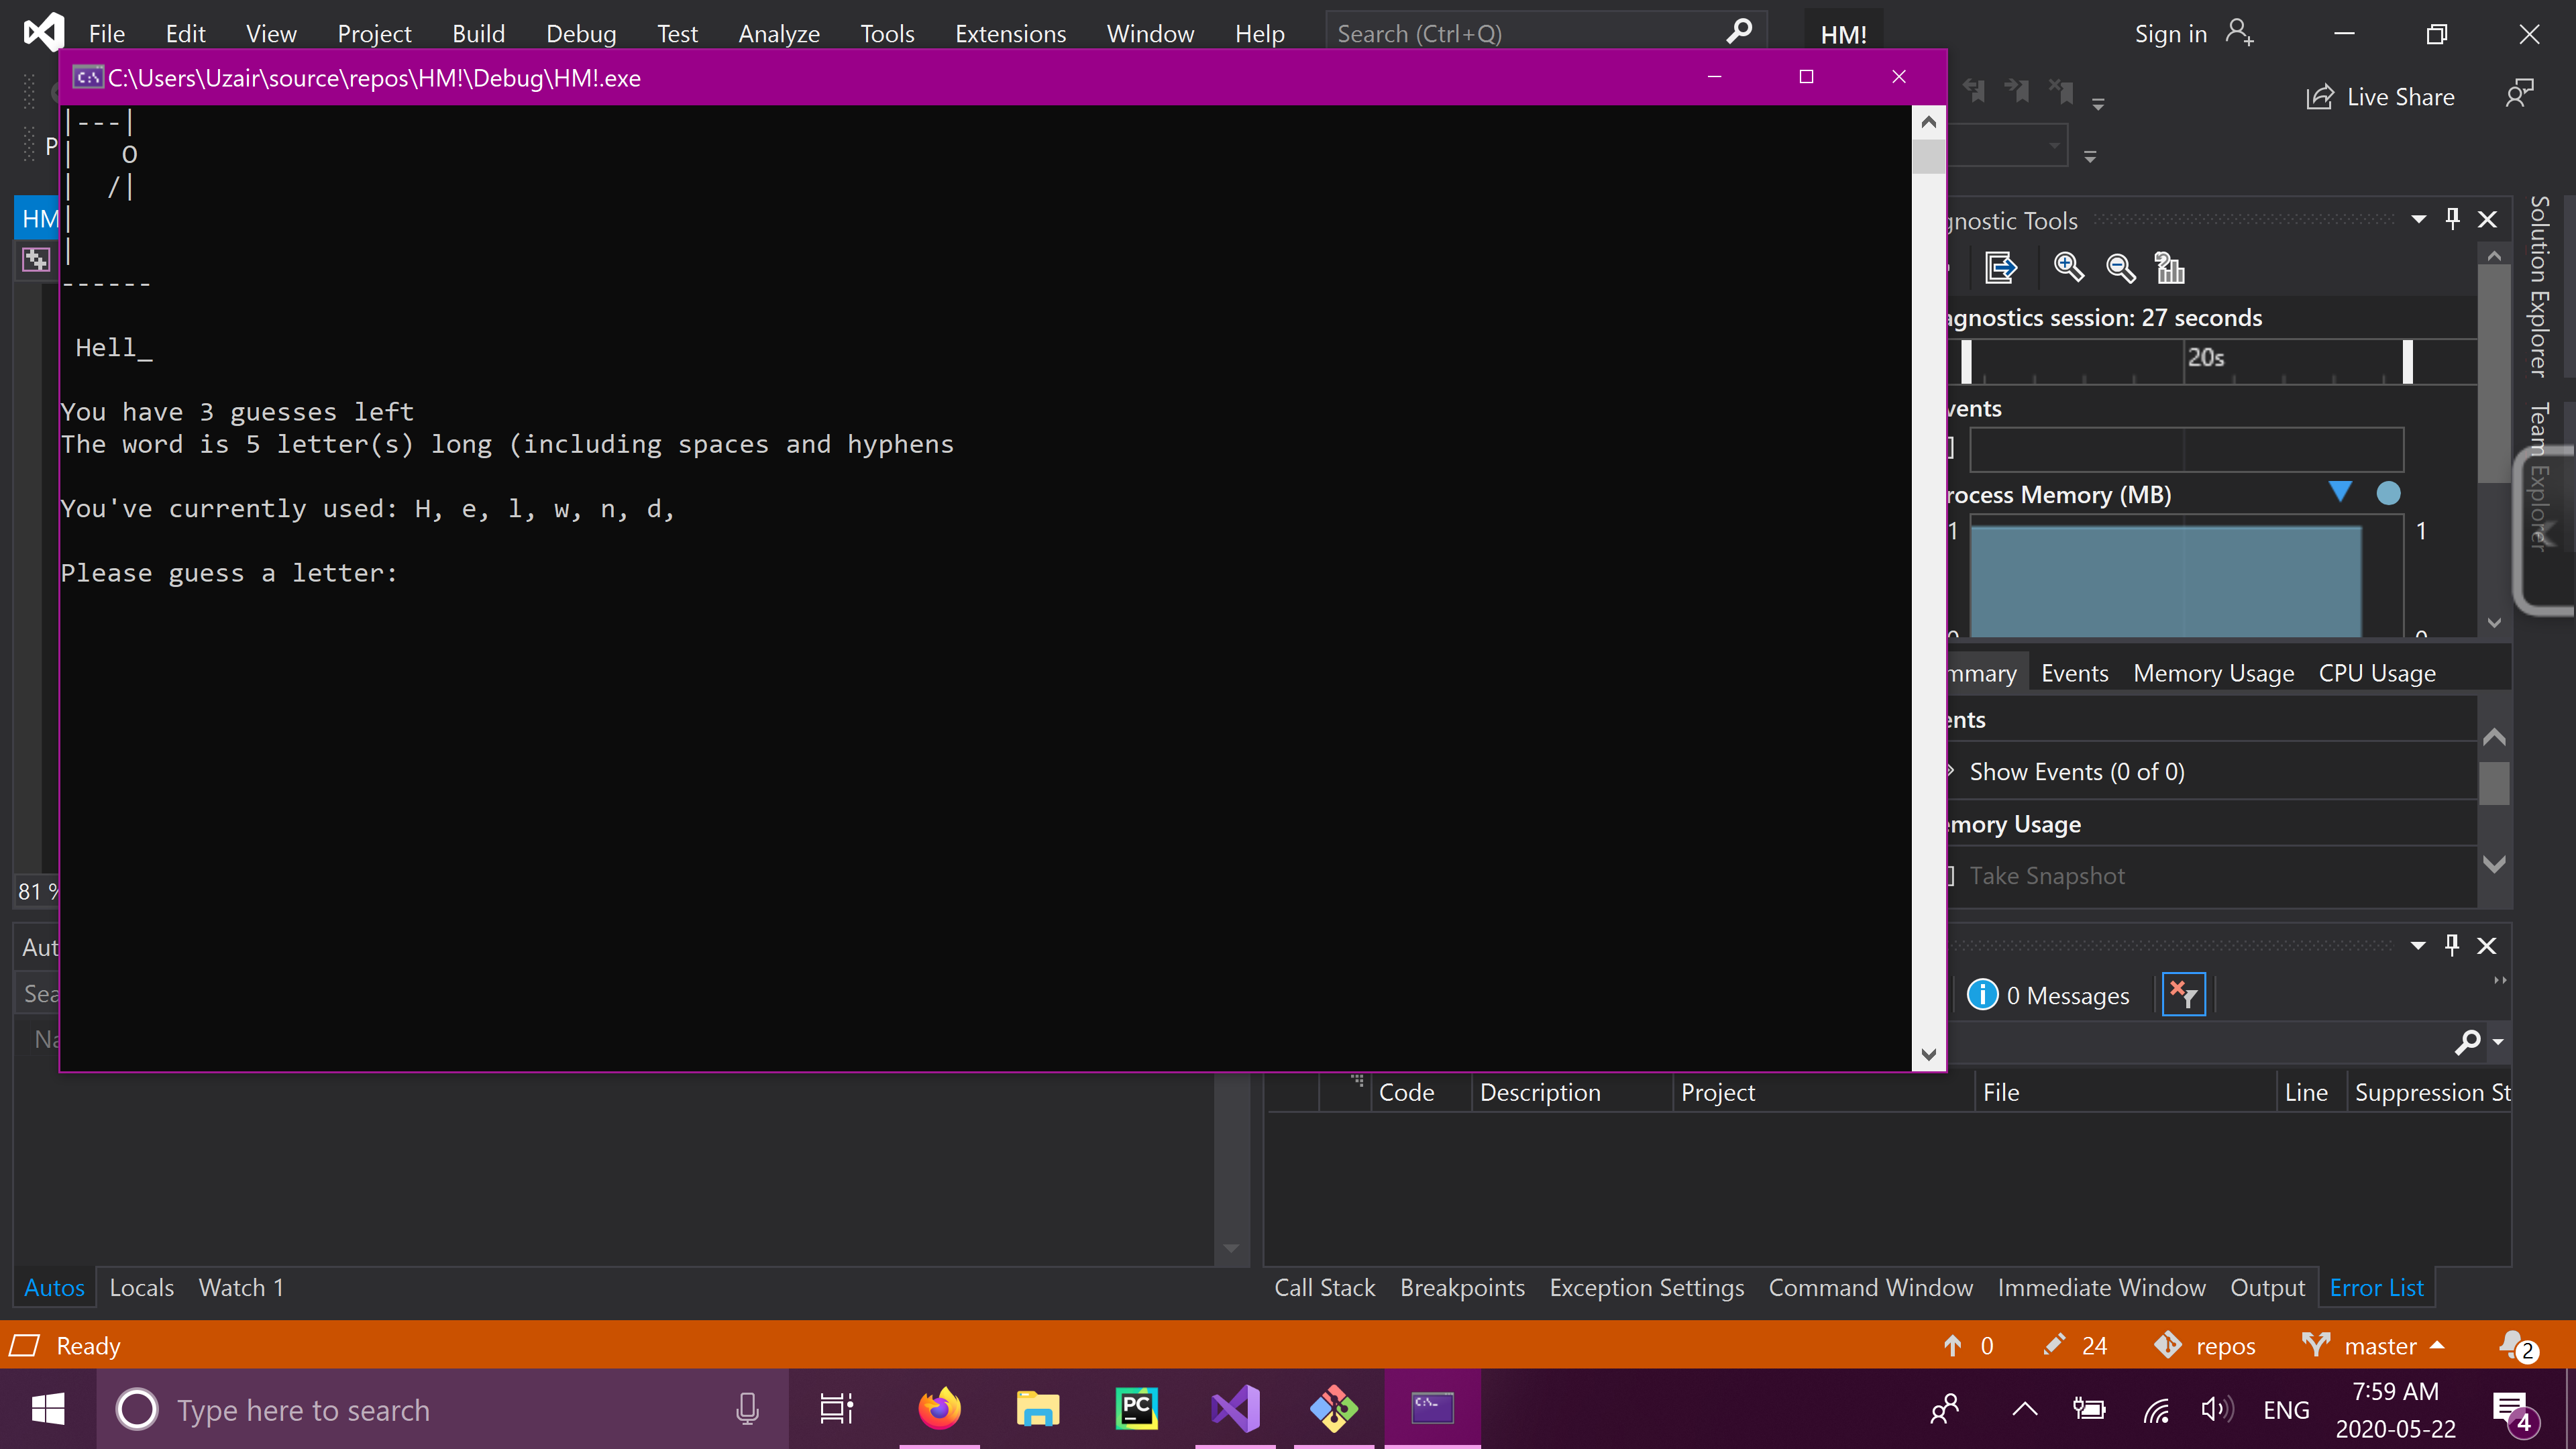 File Edit View Project Build Debug Test Analyze Tools Extensions Window Help Search (Ctrl+Q) HM! Sign in
C:\Users\Uzair\source\repos\HM!\Debug\HM!.exe
Live Share
|---|
|   O
|  /|
|
|
------
Hell_
You have 3 guesses left
The word is 5 letter(s) long (including spaces and hyphens
You've currently used: H, e, l, w, n, d,
Please guess a letter:
P
HM
81 %
Aut
Sea
Na
gnostic Tools
agnostics session: 27 seconds
20s
vents
rocess Memory (MB)
1 1
0 0
mmary Events Memory Usage CPU Usage
ents
Show Events (0 of 0)
emory Usage
Take Snapshot
Solution Explorer
Team Explorer
0 Messages
Code Description Project File Line Suppression St
Autos Locals Watch 1
Call Stack Breakpoints Exception Settings Command Window Immediate Window Output Error List
Ready 0 24 repos master 2
Type here to search PC C:\_ ENG 7:59 AM
2020-05-22 4